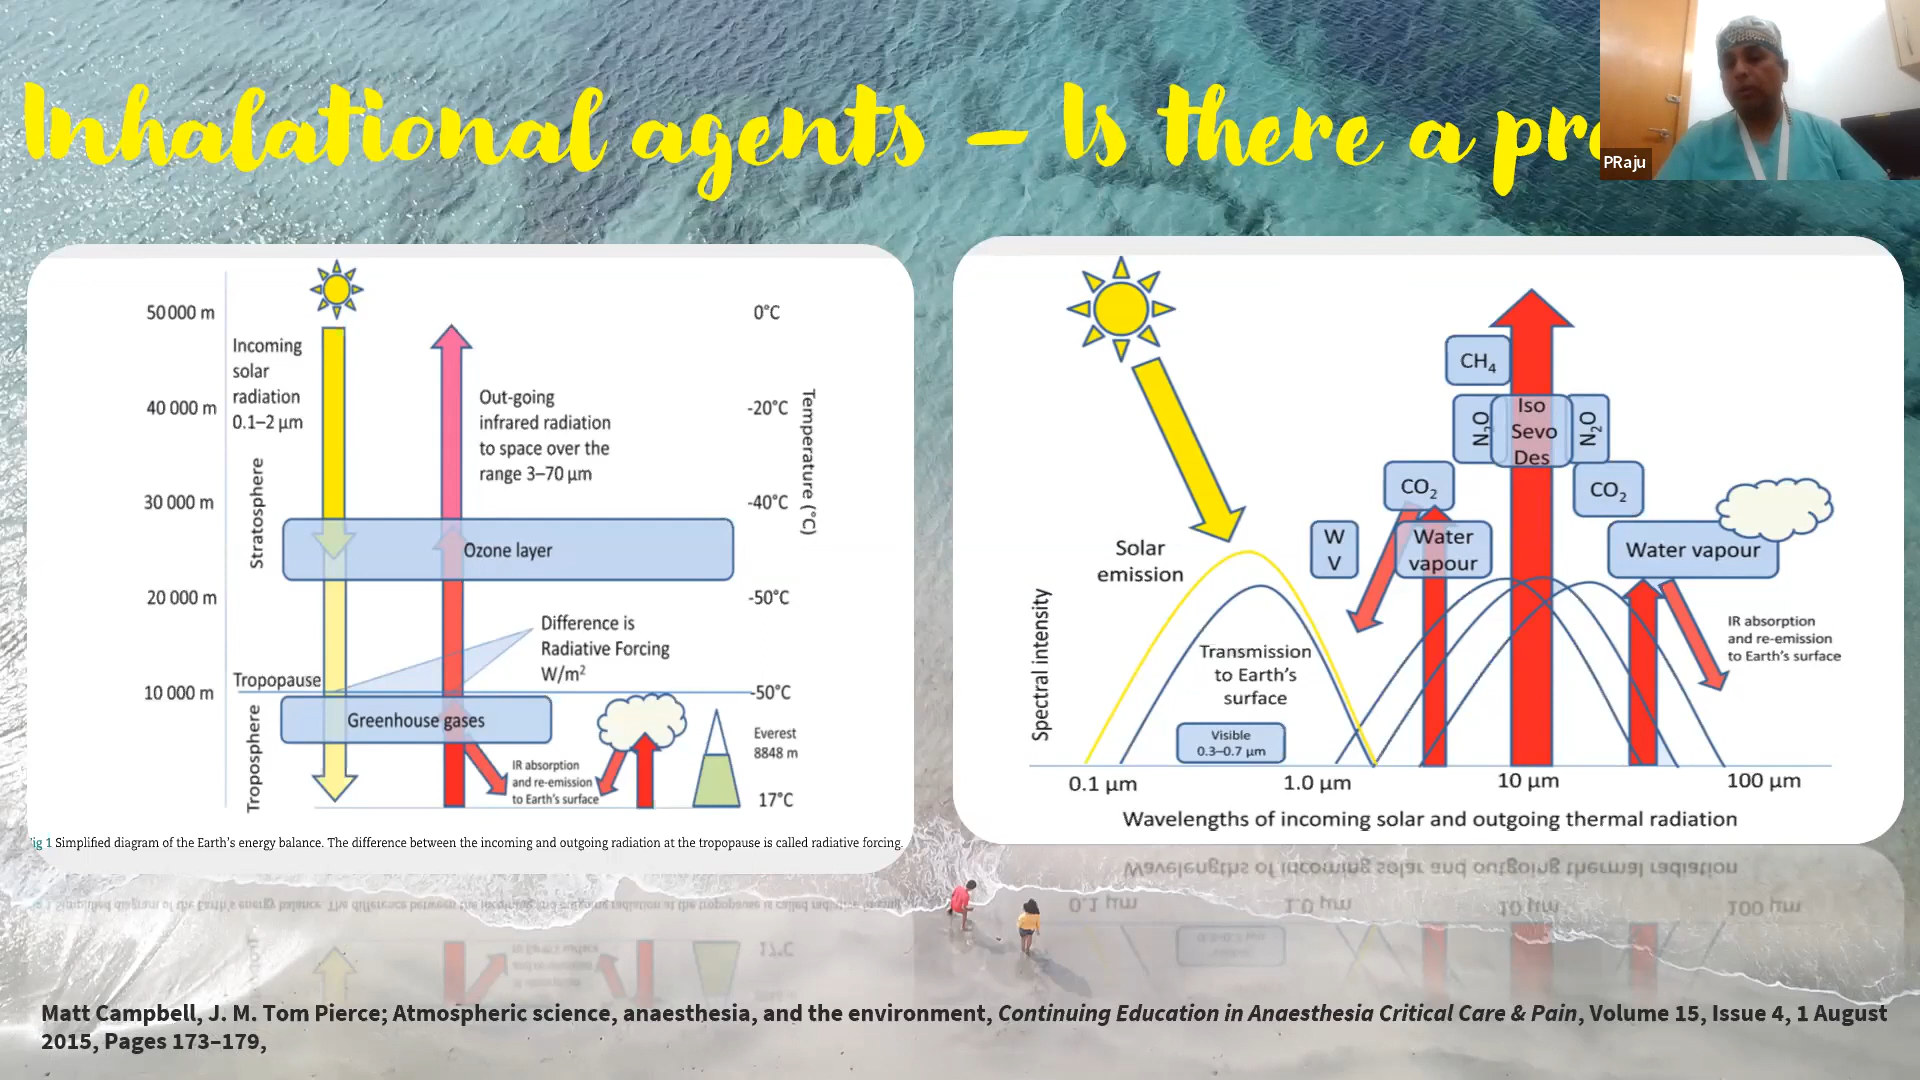 Inhalational agents – Is there a pr
PRaju
50 000 m
40 000 m
30 000 m
20 000 m
10 000 m
Stratosphere
Troposphere
Incoming
solar
radiation
0.1–2 µm
Out-going
infrared radiation
to space over the
range 3–70 µm
Ozone layer
Difference is
Radiative Forcing
W/m²
Tropopause
Greenhouse gases
IR absorption
and re-emission
to Earth's surface
Everest
8848 m
0°C
-20°C
-40°C
-50°C
-50°C
17°C
Temperature (°C)
ig 1 Simplified diagram of the Earth's energy balance. The difference between the incoming and outgoing radiation at the tropopause is called radiative forcing.
CH₄
N₂O
Iso
Sevo
Des
N₂O
CO₂
CO₂
W
V
Water
vapour
Water vapour
Solar
emission
Transmission
to Earth's
surface
Visible
0.3–0.7 µm
IR absorption
and re-emission
to Earth's surface
Spectral intensity
0.1 µm
1.0 µm
10 µm
100 µm
Wavelengths of incoming solar and outgoing thermal radiation
Matt Campbell, J. M. Tom Pierce; Atmospheric science, anaesthesia, and the environment, Continuing Education in Anaesthesia Critical Care & Pain, Volume 15, Issue 4, 1 August
2015, Pages 173–179,